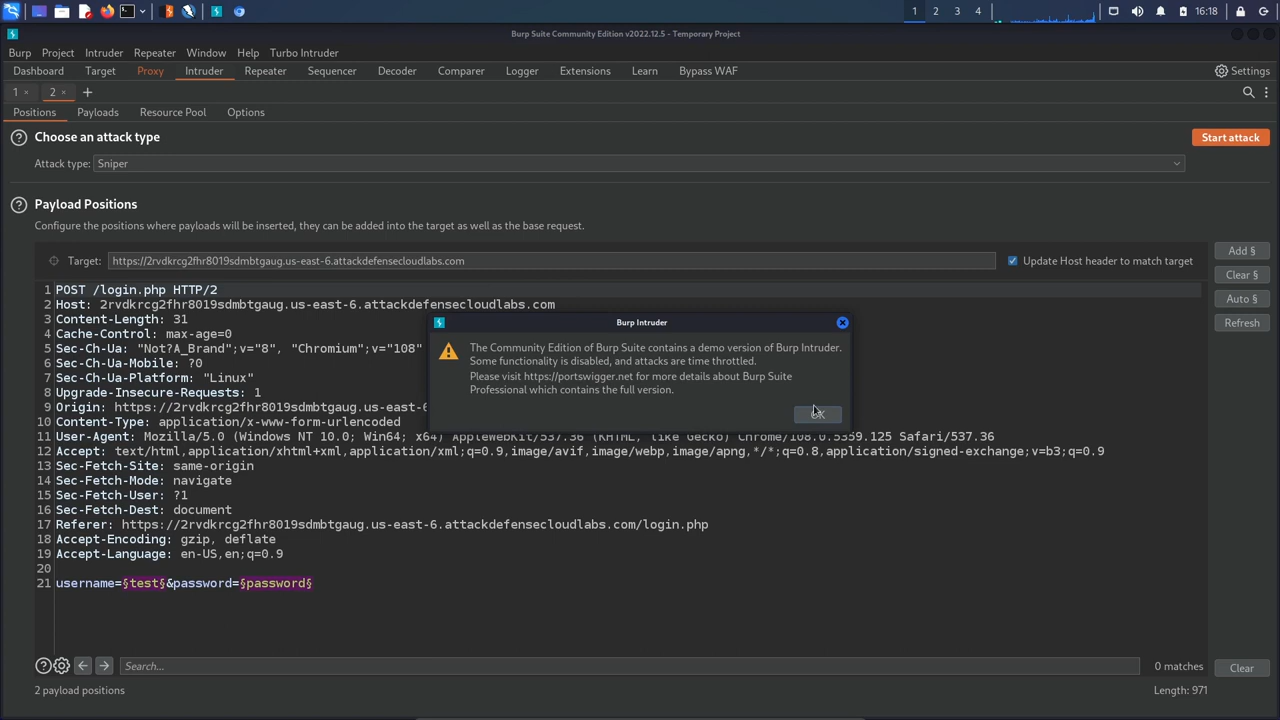 1 2 3 4 16:18
Burp Suite Community Edition v2022.12.5 - Temporary Project
Burp Project Intruder Repeater Window Help Turbo Intruder
Dashboard Target Proxy Intruder Repeater Sequencer Decoder Comparer Logger Extensions Learn Bypass WAF Settings
1 × 2 × +
Positions Payloads Resource Pool Options
? Choose an attack type Start attack
Attack type: Sniper
? Payload Positions
Configure the positions where payloads will be inserted, they can be added into the target as well as the base request.
Target: https://2rvdkrcg2fhr8019sdmbtgaug.us-east-6.attackdefensecloudlabs.com Update Host header to match target
Add §
Clear §
Auto §
Refresh
1 POST /login.php HTTP/2
2 Host: 2rvdkrcg2fhr8019sdmbtgaug.us-east-6.attackdefensecloudlabs.com
3 Content-Length: 31
4 Cache-Control: max-age=0
5 Sec-Ch-Ua: "Not?A_Brand";v="8", "Chromium";v="108"
6 Sec-Ch-Ua-Mobile: ?0
7 Sec-Ch-Ua-Platform: "Linux"
8 Upgrade-Insecure-Requests: 1
9 Origin: https://2rvdkrcg2fhr8019sdmbtgaug.us-east-6
10 Content-Type: application/x-www-form-urlencoded
11 User-Agent: Mozilla/5.0 (Windows NT 10.0; Win64; x64) AppleWebKit/537.36 (KHTML, like Gecko) Chrome/108.0.5359.125 Safari/537.36
12 Accept: text/html,application/xhtml+xml,application/xml;q=0.9,image/avif,image/webp,image/apng,*/*;q=0.8,application/signed-exchange;v=b3;q=0.9
13 Sec-Fetch-Site: same-origin
14 Sec-Fetch-Mode: navigate
15 Sec-Fetch-User: ?1
16 Sec-Fetch-Dest: document
17 Referer: https://2rvdkrcg2fhr8019sdmbtgaug.us-east-6.attackdefensecloudlabs.com/login.php
18 Accept-Encoding: gzip, deflate
19 Accept-Language: en-US,en;q=0.9
20
21 username=§test§&password=§password§
Burp Intruder
The Community Edition of Burp Suite contains a demo version of Burp Intruder.
Some functionality is disabled, and attacks are time throttled.
Please visit https://portswigger.net for more details about Burp Suite
Professional which contains the full version.
OK
? Search... 0 matches Clear
2 payload positions Length: 971